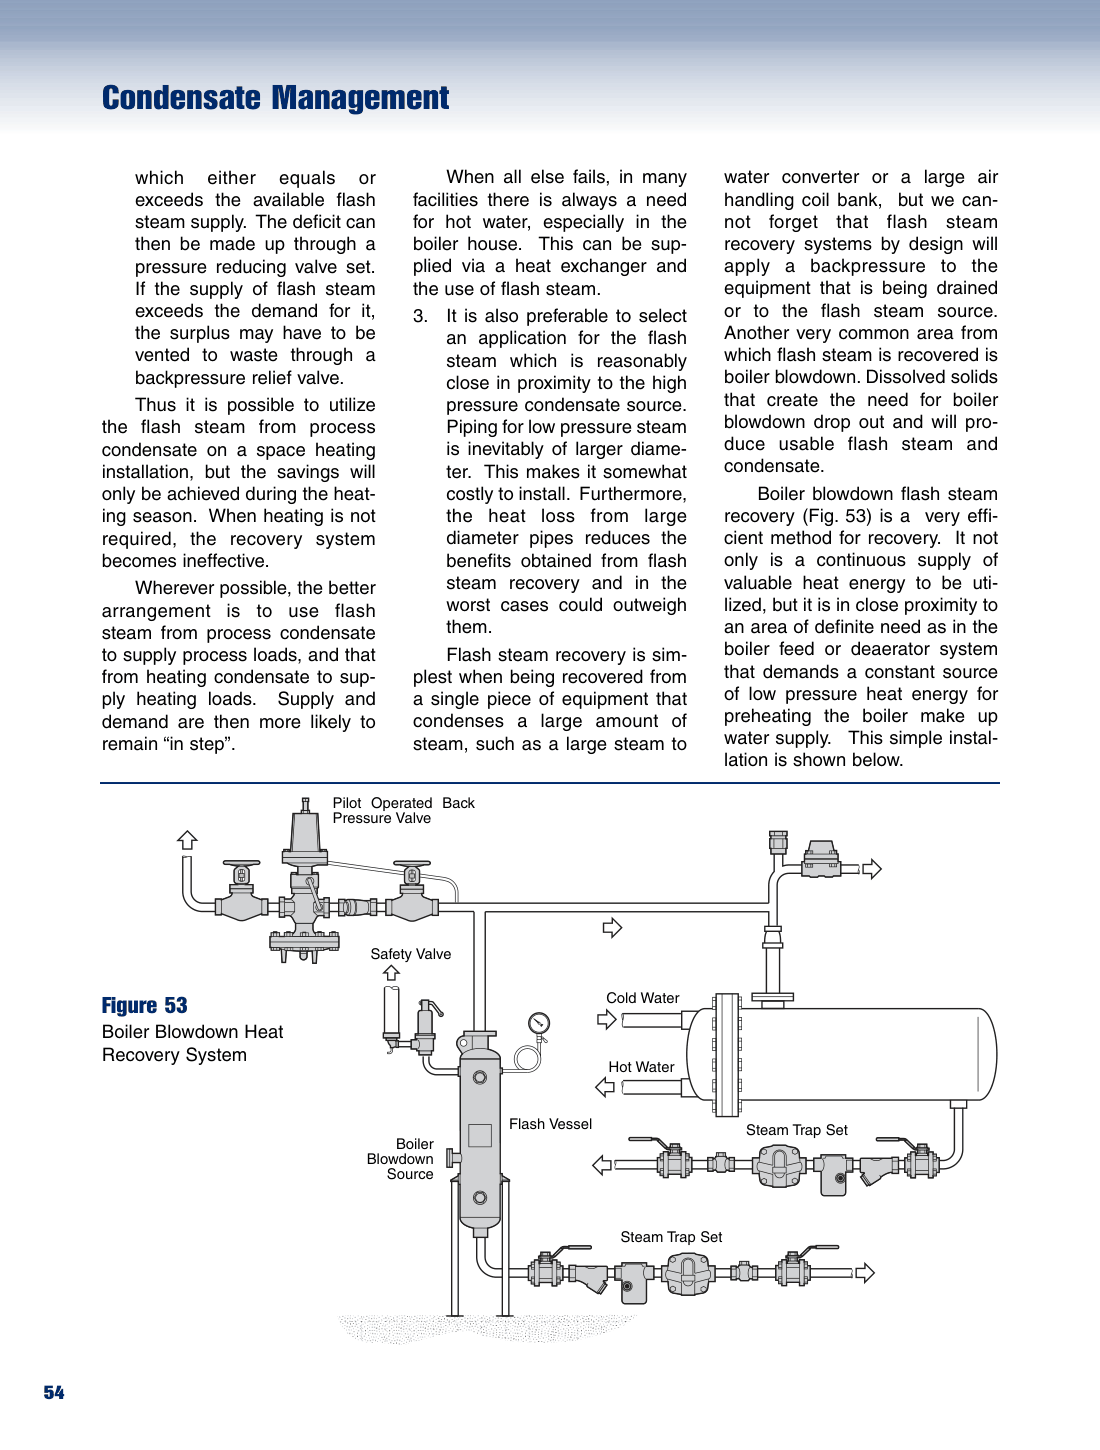 Condensate Management
which either equals or
exceeds the available flash
steam supply. The deficit can
then be made up through a
pressure reducing valve set.
If the supply of flash steam
exceeds the demand for it,
the surplus may have to be
vented to waste through a
backpressure relief valve.
Thus it is possible to utilize
the flash steam from process
condensate on a space heating
installation, but the savings will
only be achieved during the heat-
ing season. When heating is not
required, the recovery system
becomes ineffective.
Wherever possible, the better
arrangement is to use flash
steam from process condensate
to supply process loads, and that
from heating condensate to sup-
ply heating loads. Supply and
demand are then more likely to
remain “in step”.
When all else fails, in many
facilities there is always a need
for hot water, especially in the
boiler house. This can be sup-
plied via a heat exchanger and
the use of flash steam.
3. It is also preferable to select
an application for the flash
steam which is reasonably
close in proximity to the high
pressure condensate source.
Piping for low pressure steam
is inevitably of larger diame-
ter. This makes it somewhat
costly to install. Furthermore,
the heat loss from large
diameter pipes reduces the
benefits obtained from flash
steam recovery and in the
worst cases could outweigh
them.
Flash steam recovery is sim-
plest when being recovered from
a single piece of equipment that
condenses a large amount of
steam, such as a large steam to
water converter or a large air
handling coil bank, but we can-
not forget that flash steam
recovery systems by design will
apply a backpressure to the
equipment that is being drained
or to the flash steam source.
Another very common area from
which flash steam is recovered is
boiler blowdown. Dissolved solids
that create the need for boiler
blowdown drop out and will pro-
duce usable flash steam and
condensate.
Boiler blowdown flash steam
recovery (Fig. 53) is a very effi-
cient method for recovery. It not
only is a continuous supply of
valuable heat energy to be uti-
lized, but it is in close proximity to
an area of definite need as in the
boiler feed or deaerator system
that demands a constant source
of low pressure heat energy for
preheating the boiler make up
water supply. This simple instal-
lation is shown below.
Pilot Operated Back
Pressure Valve
Safety Valve
Figure 53
Boiler Blowdown Heat
Recovery System
Cold Water
Hot Water
Flash Vessel
Steam Trap Set
Boiler
Blowdown
Source
Steam Trap Set
54